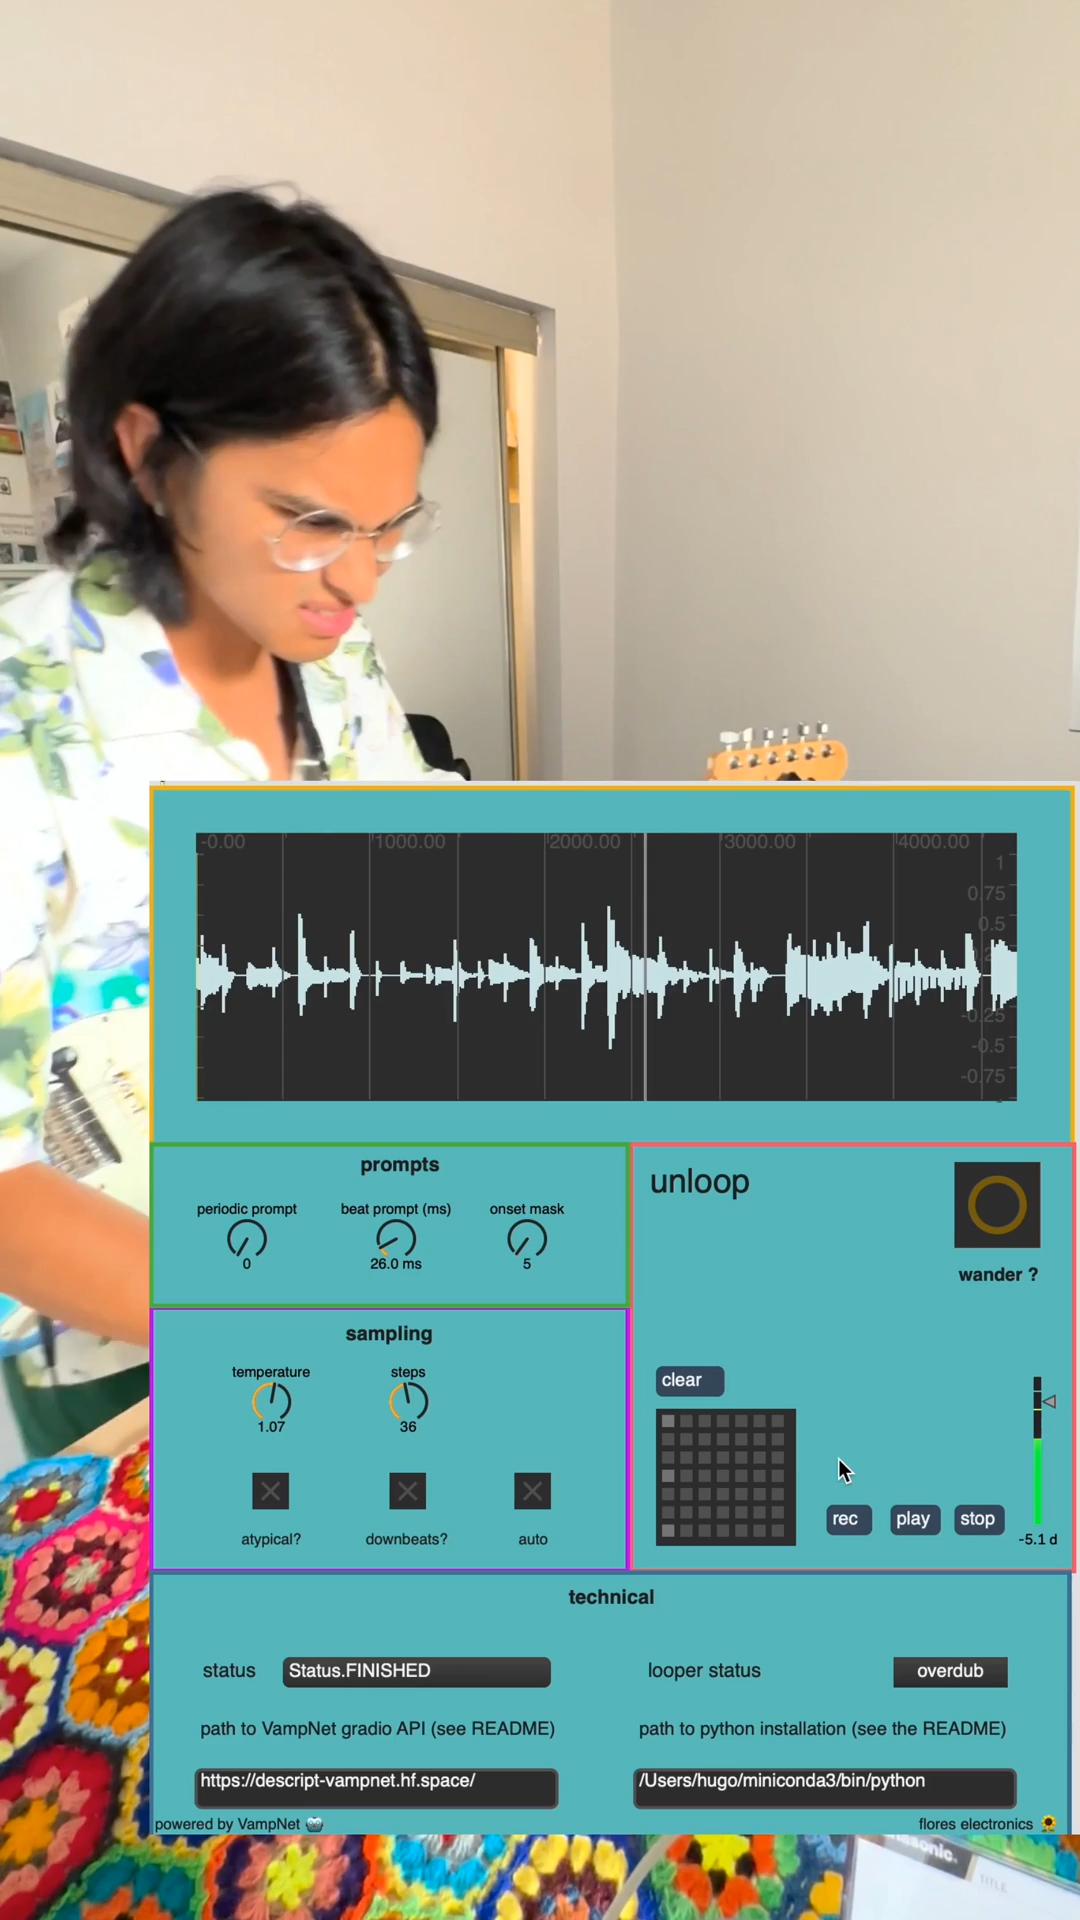 -0.00 1000.00 2000.00 3000.00 4000.00
1
0.75
0.5
-0.25
-0.5
-0.75
prompts
periodic prompt beat prompt (ms) onset mask
0 26.0 ms 5
unloop
wander ?
sampling
temperature steps
1.07 36
atypical? downbeats? auto
clear
rec play stop
-5.1 d
technical
status Status.FINISHED looper status overdub
path to VampNet gradio API (see README) path to python installation (see the README)
https://descript-vampnet.hf.space/ /Users/hugo/miniconda3/bin/python
powered by VampNet flores electronics
TITLE